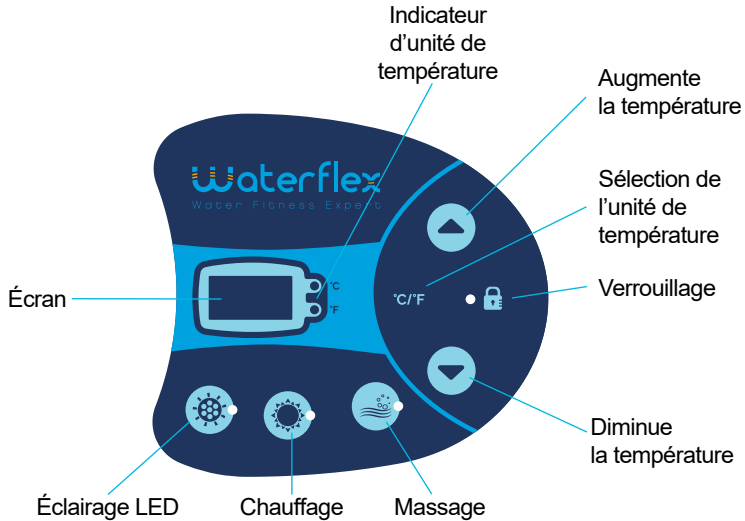 Indicateur
d’unité de
température
Augmente
la température
waterflex
Water Fitness Expert
Sélection de
l’unité de
température
°C
Écran
°C/°F
Verrouillage
°F
Diminue
la température
Éclairage LED
Chauffage
Massage